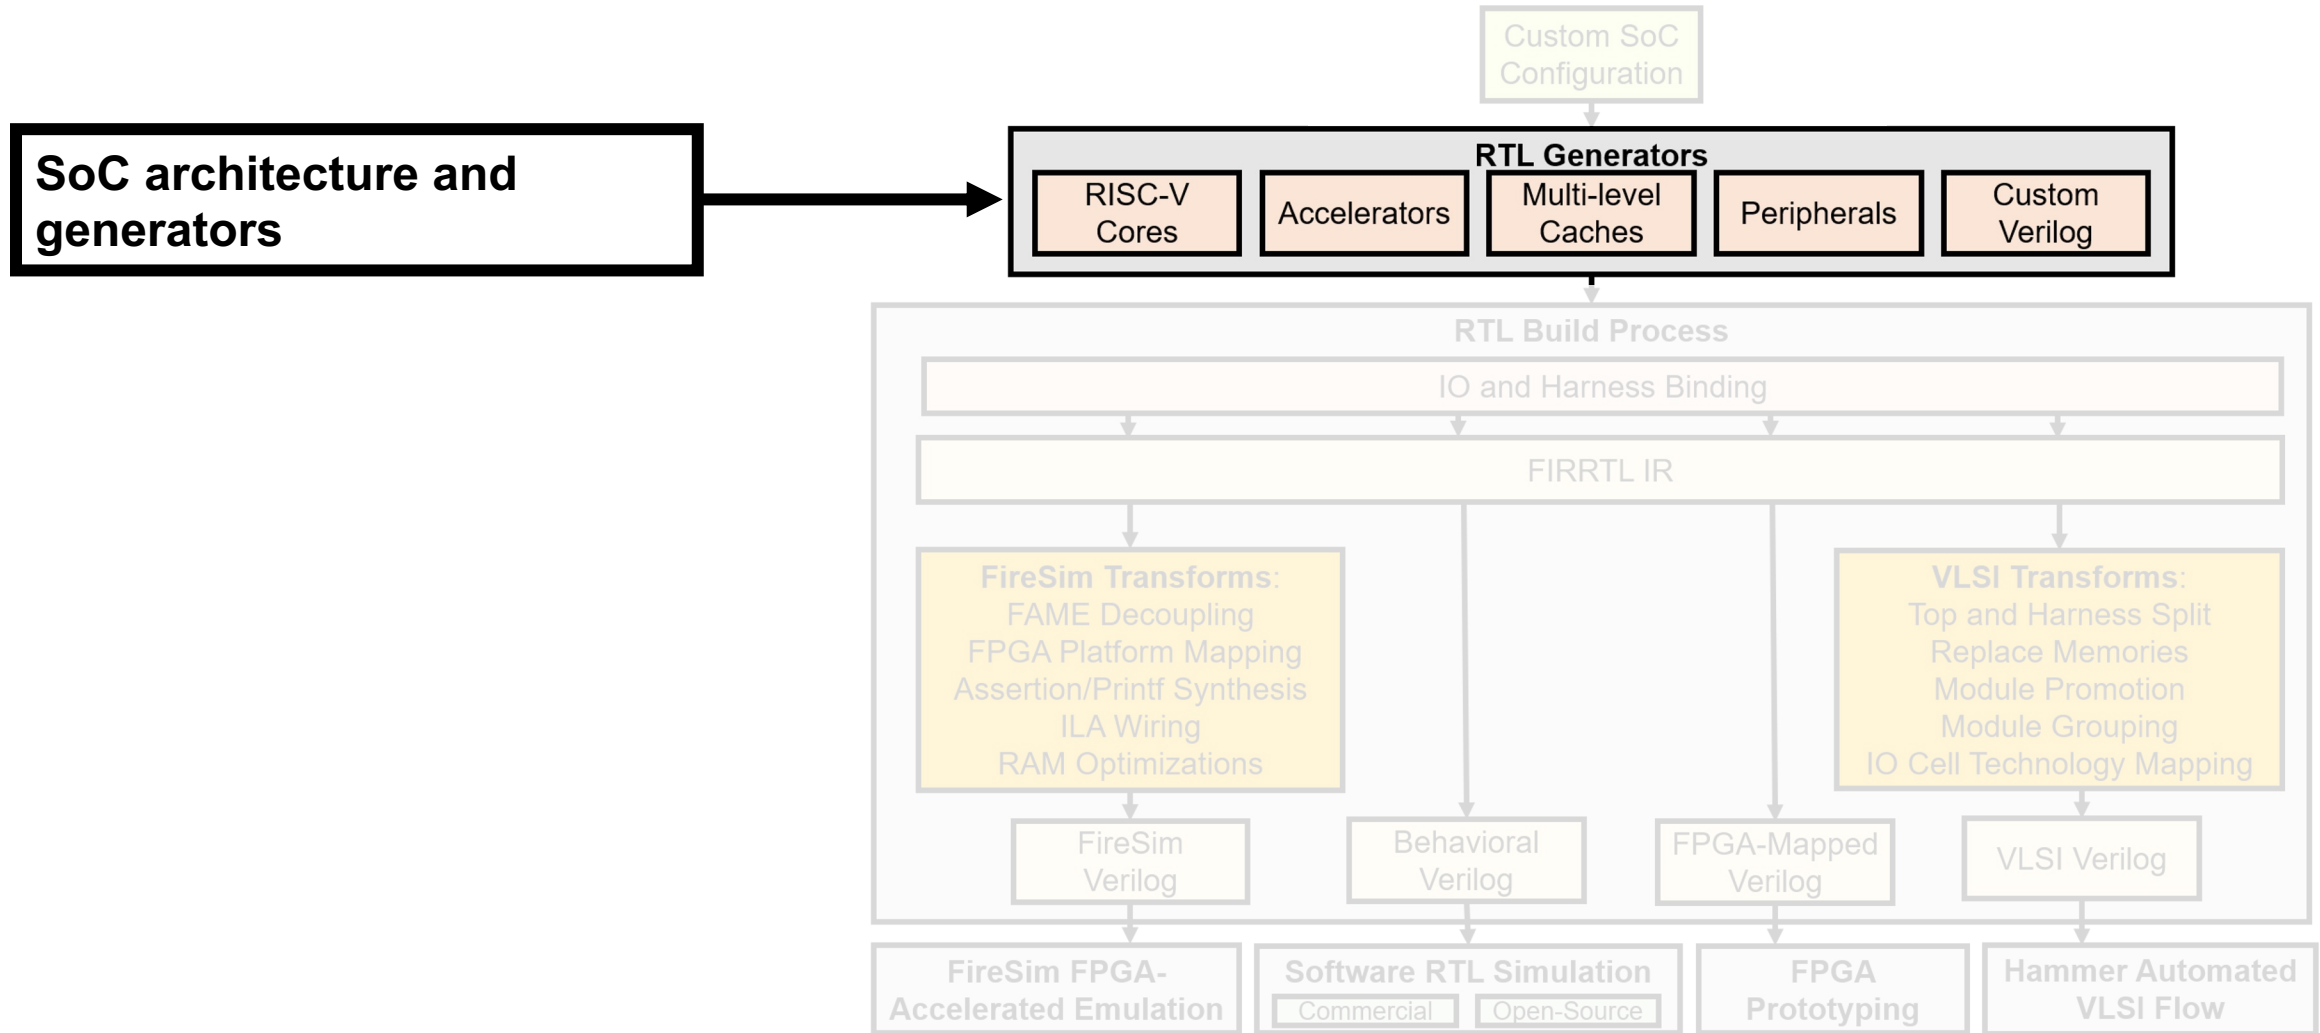 Custom SoC
Configuration
SoC architecture and
generators
RTL Generators
RISC-V
Cores
Accelerators
Multi-level
Caches
Peripherals
Custom
Verilog
RTL Build Process
IO and Harness Binding
FIRRTL IR
FireSim Transforms:
FAME Decoupling
FPGA Platform Mapping
Assertion/Printf Synthesis
ILA Wiring
RAM Optimizations
VLSI Transforms:
Top and Harness Split
Replace Memories
Module Promotion
Module Grouping
IO Cell Technology Mapping
FireSim
Verilog
Behavioral
Verilog
FPGA-Mapped
Verilog
VLSI Verilog
FireSim FPGA-
Accelerated Emulation
Software RTL Simulation
Commercial
Open-Source
FPGA
Prototyping
Hammer Automated
VLSI Flow